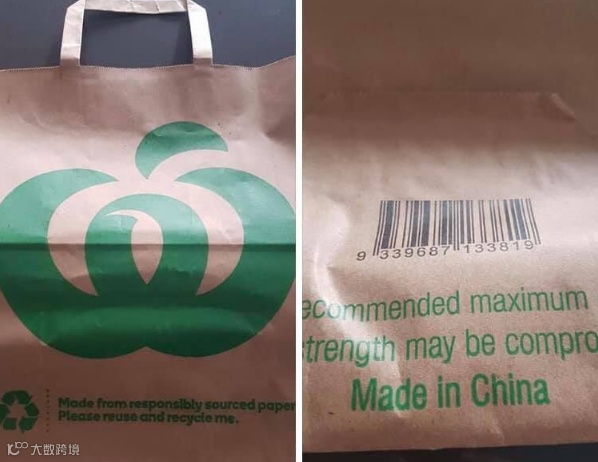 Made from responsibly sourced paper
Please reuse and recycle me.
9 339687 133819
ecommended maximum
trength may be compro
Made in China
大数跨境